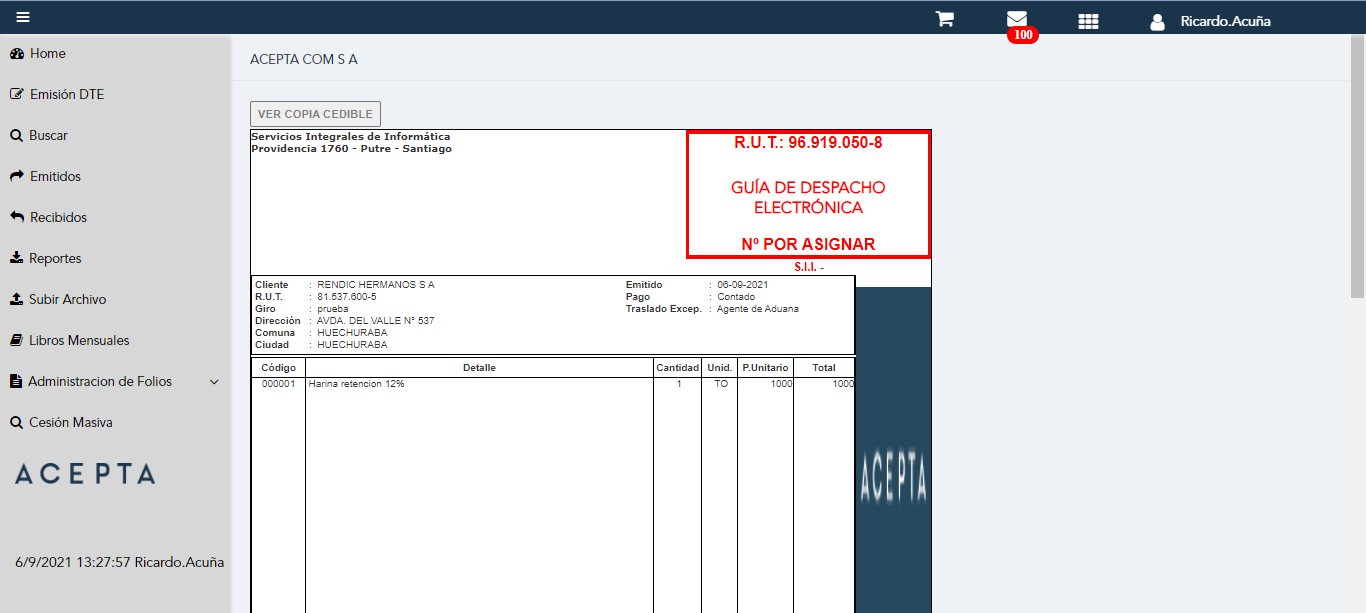 Ricardo.Acuña
100
Home
Emisión DTE
Buscar
Emitidos
Recibidos
Reportes
Subir Archivo
Libros Mensuales
Administracion de Folios
Cesión Masiva
ACEPTA
6/9/2021 13:27:57 Ricardo.Acuña
ACEPTA COM S A
VER COPIA CEDIBLE
Servicios Integrales de Informática
Providencia 1760 - Putre - Santiago
R.U.T.: 96.919.050-8
GUÍA DE DESPACHO
ELECTRÓNICA
Nº POR ASIGNAR
S.I.I. -
Cliente : RENDIC HERMANOS S A Emitido : 06-09-2021
R.U.T. : 81.537.600-5 Pago : Contado
Giro : prueba Traslado Excep. : Agente de Aduana
Dirección : AVDA. DEL VALLE N° 537
Comuna : HUECHURABA
Ciudad : HUECHURABA
Código Detalle Cantidad Unid. P.Unitario Total
000001 Harina retencion 12% 1 TO 1000 1000
ACEPTA